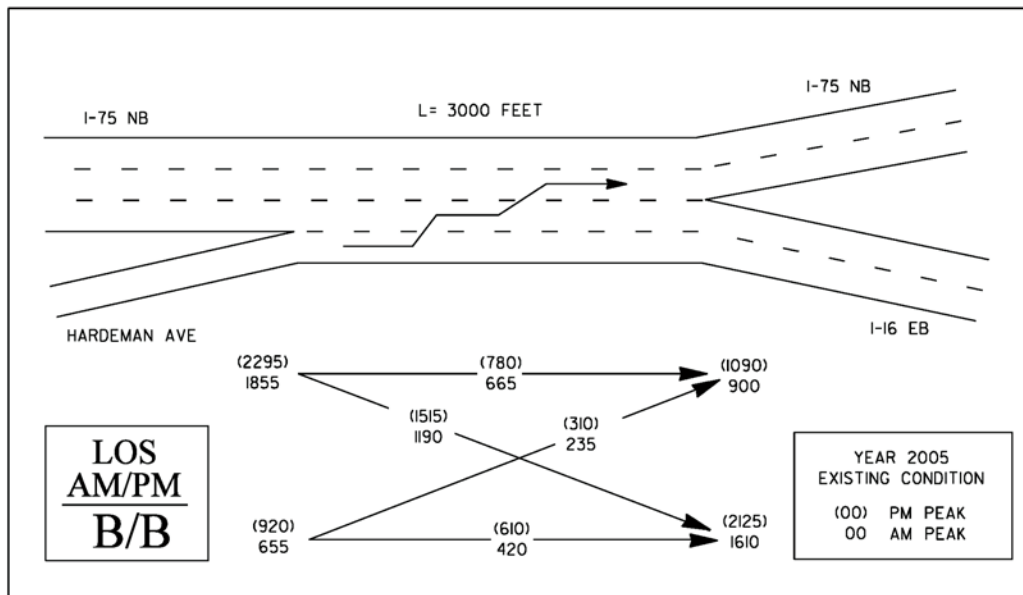 I-75 NB
L= 3000 FEET
I-75 NB
HARDEMAN AVE
I-16 EB
(2295)
1855
(780)
665
(1090)
900
(1515)
1190
(310)
235
(920)
655
(610)
420
(2125)
1610
LOS
AM/PM
B/B
YEAR 2005
EXISTING CONDITION
(00) PM PEAK
00 AM PEAK